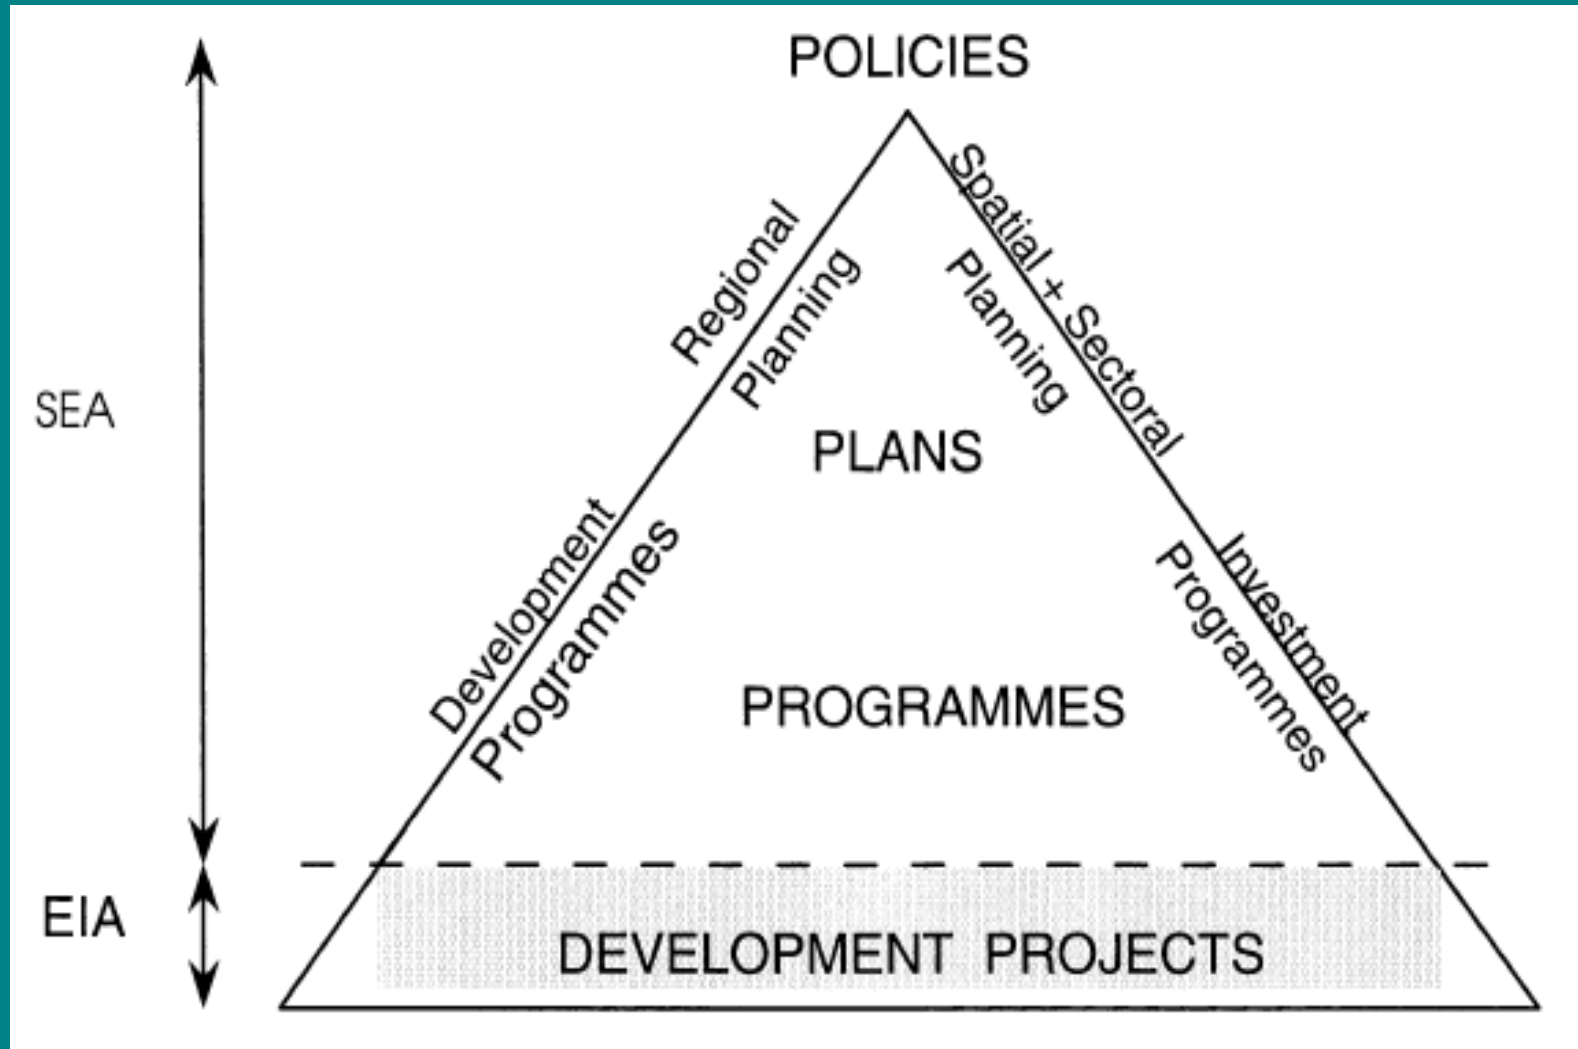 POLICIES
Regional
Planning
Spatial + Sectoral
Planning
SEA
PLANS
Development
Programmes
Investment
Programmes
PROGRAMMES
EIA
DEVELOPMENT PROJECTS